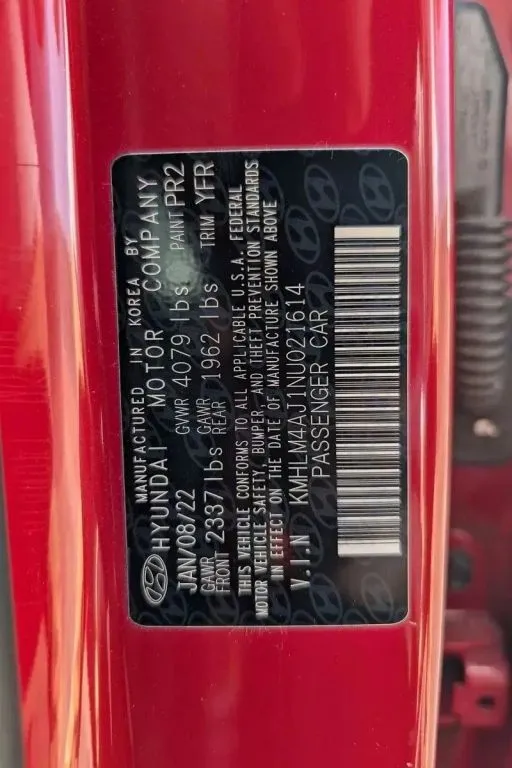 MANUFACTURED IN KOREA BY
HYUNDAI MOTOR COMPANY
JAN/08/22 GVWR 4079 lbs PAINT PR2
GAWR FRONT 2337 lbs GAWR REAR 1962 lbs TRIM YFR
THIS VEHICLE CONFORMS TO ALL APPLICABLE U.S.A. FEDERAL
MOTOR VEHICLE SAFETY, BUMPER, AND THEFT PREVENTION STANDARDS
IN EFFECT ON THE DATE OF MANUFACTURE SHOWN ABOVE
V.I.N KMHLM4AJ1NU021614
PASSENGER CAR